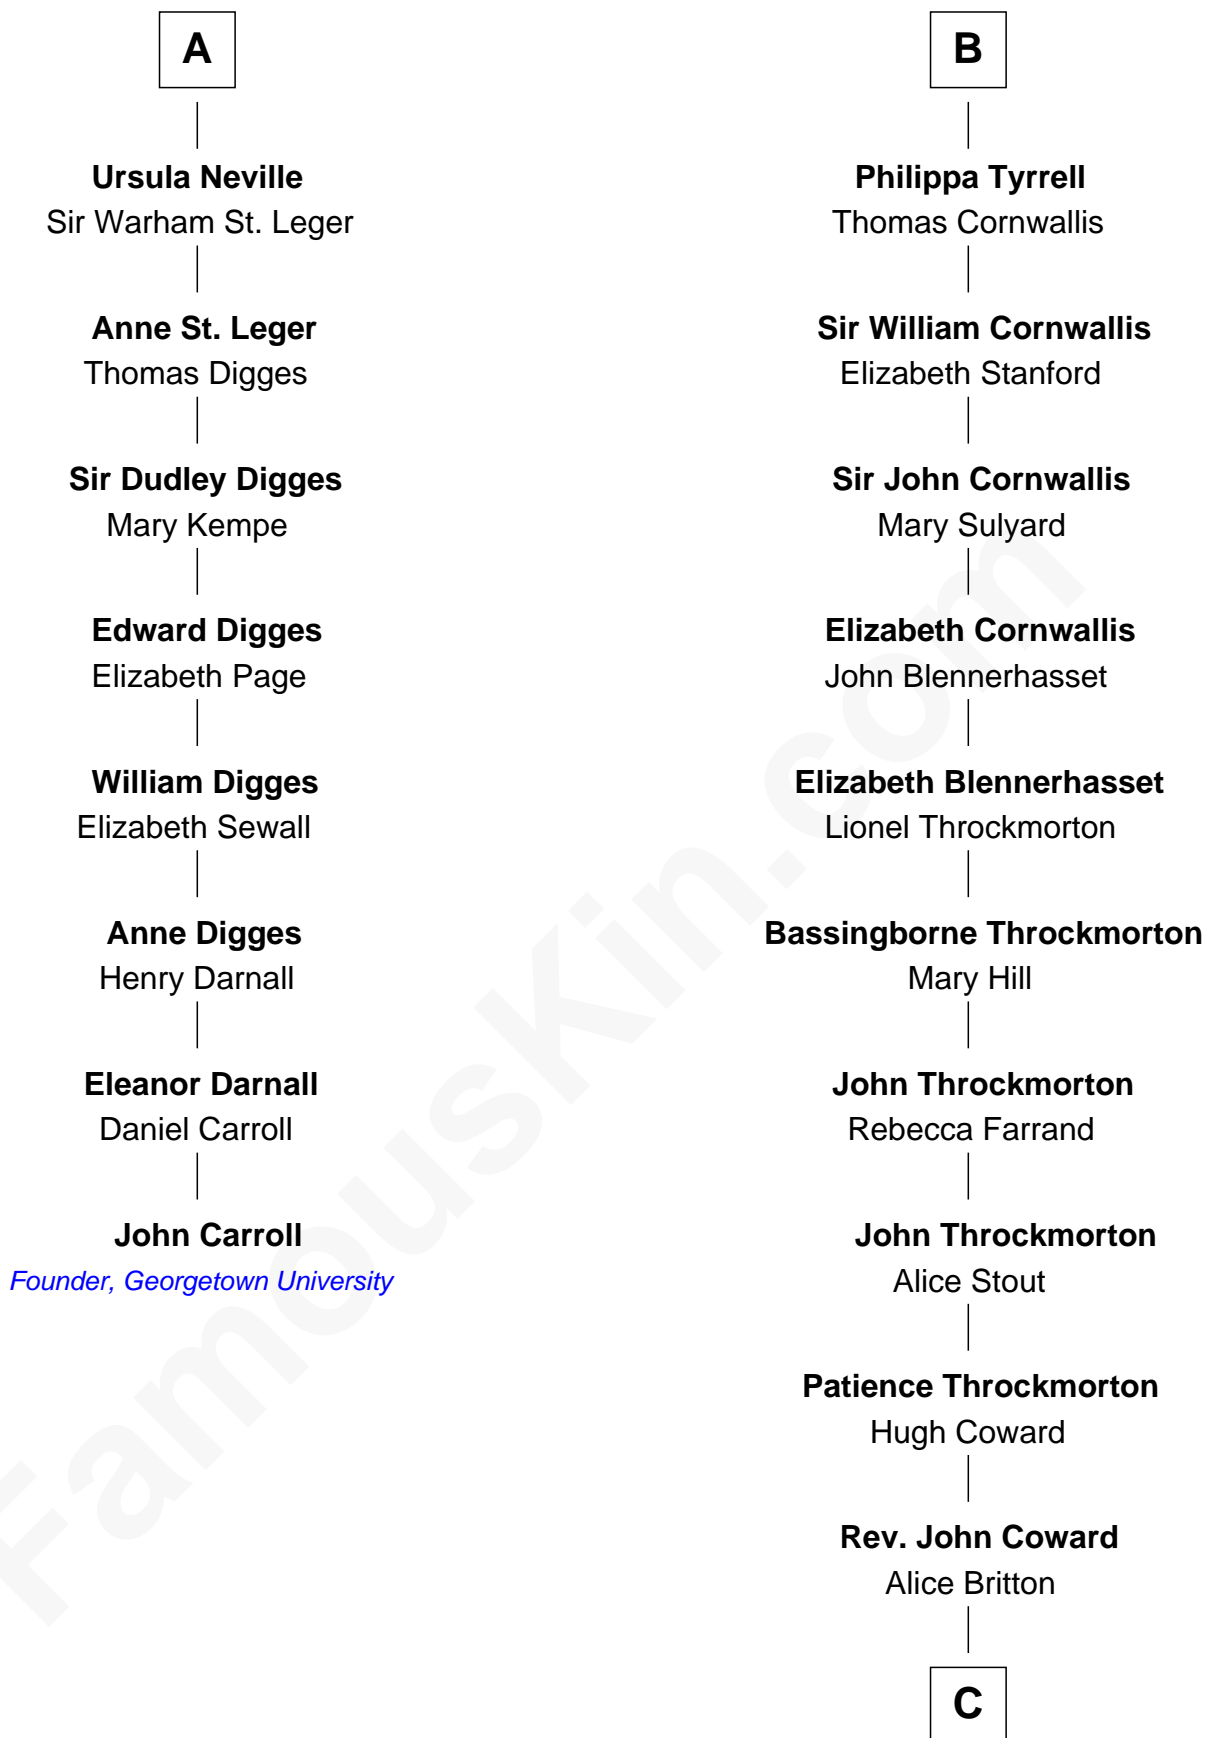 A
Ursula Neville
Sir Warham St. Leger
Anne St. Leger
Thomas Digges
Sir Dudley Digges
Mary Kempe
Edward Digges
Elizabeth Page
William Digges
Elizabeth Sewall
Anne Digges
Henry Darnall
Eleanor Darnall
Daniel Carroll
John Carroll
Founder, Georgetown University
B
Philippa Tyrrell
Thomas Cornwallis
Sir William Cornwallis
Elizabeth Stanford
Sir John Cornwallis
Mary Sulyard
Elizabeth Cornwallis
John Blennerhasset
Elizabeth Blennerhasset
Lionel Throckmorton
Bassingborne Throckmorton
Mary Hill
John Throckmorton
Rebecca Farrand
John Throckmorton
Alice Stout
Patience Throckmorton
Hugh Coward
Rev. John Coward
Alice Britton
C
FamousKin.com